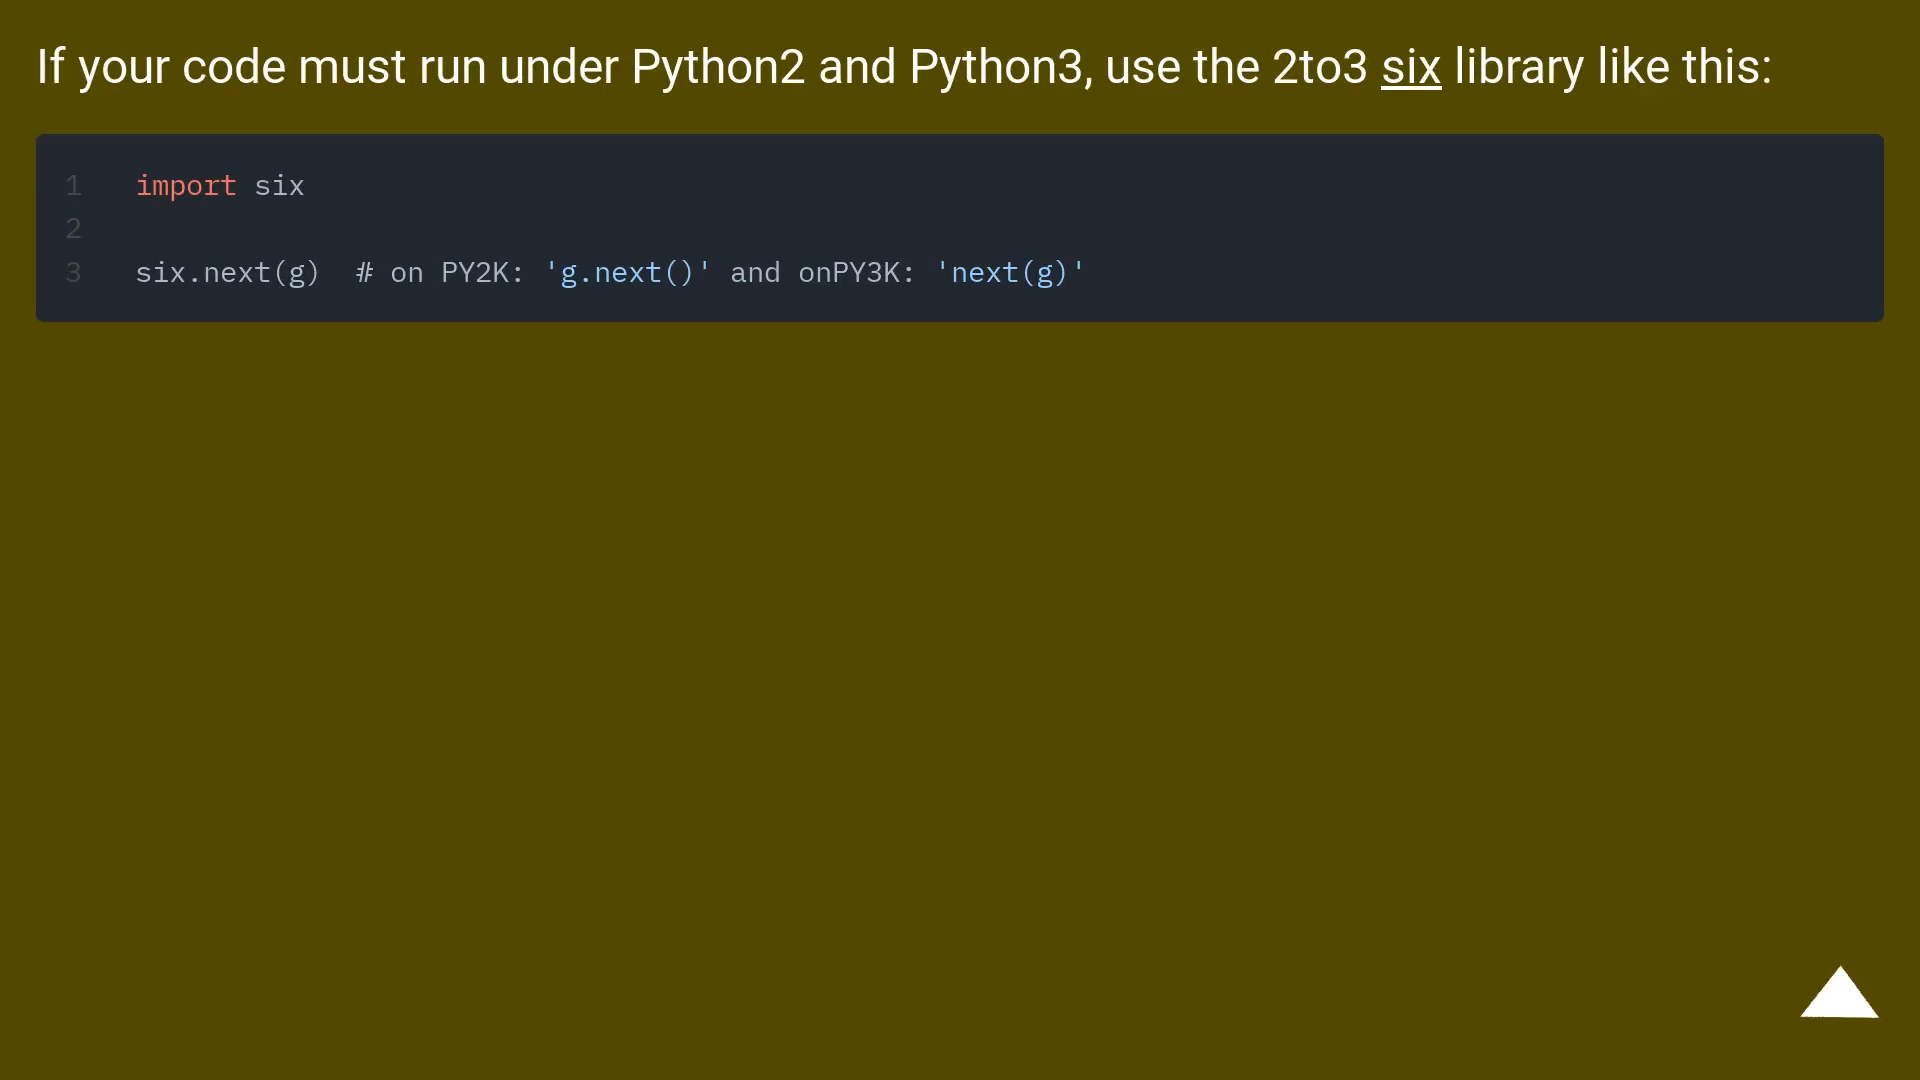 If your code must run under Python2 and Python3, use the 2to3 six library like this:
1 import six
2
3 six.next(g)  # on PY2K: 'g.next()' and onPY3K: 'next(g)'